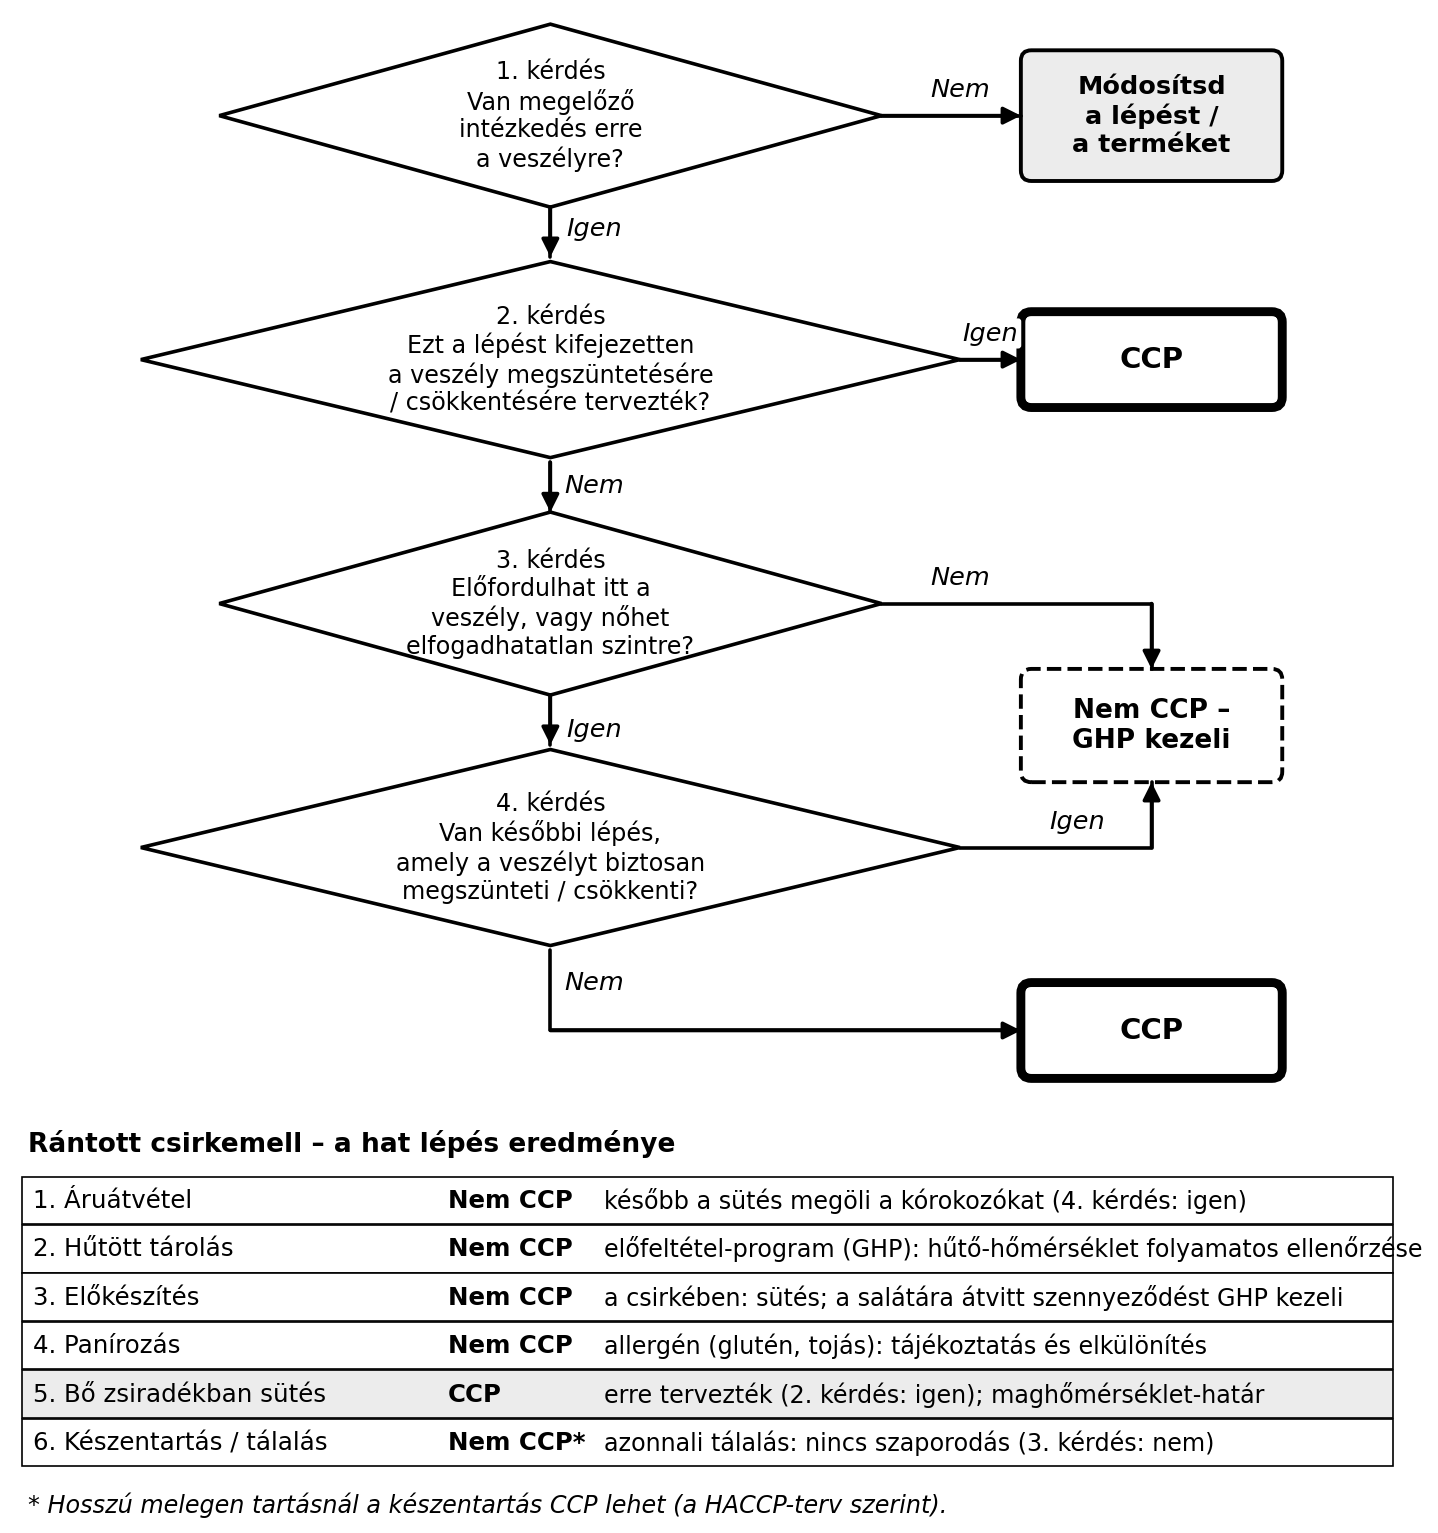 1. kérdés
Van megelőző
intézkedés erre
a veszélyre?
Nem
Módosítsd
a lépést /
a terméket
Igen
2. kérdés
Ezt a lépést kifejezetten
a veszély megszüntetésére
/ csökkentésére tervezték?
Igen
CCP
Nem
3. kérdés
Előfordulhat itt a
veszély, vagy nőhet
elfogadhatatlan szintre?
Nem
Nem CCP –
GHP kezeli
Igen
4. kérdés
Van későbbi lépés,
amely a veszélyt biztosan
megszünteti / csökkenti?
Igen
Nem
CCP
Rántott csirkemell – a hat lépés eredménye
1. Áruátvétel Nem CCP később a sütés megöli a kórokozókat (4. kérdés: igen)
2. Hűtött tárolás Nem CCP előfeltétel-program (GHP): hűtő-hőmérséklet folyamatos ellenőrzése
3. Előkészítés Nem CCP a csirkében: sütés; a salátára átvitt szennyeződést GHP kezeli
4. Panírozás Nem CCP allergén (glutén, tojás): tájékoztatás és elkülönítés
5. Bő zsiradékban sütés CCP erre tervezték (2. kérdés: igen); maghőmérséklet-határ
6. Készentartás / tálalás Nem CCP* azonnali tálalás: nincs szaporodás (3. kérdés: nem)
* Hosszú melegen tartásnál a készentartás CCP lehet (a HACCP-terv szerint).